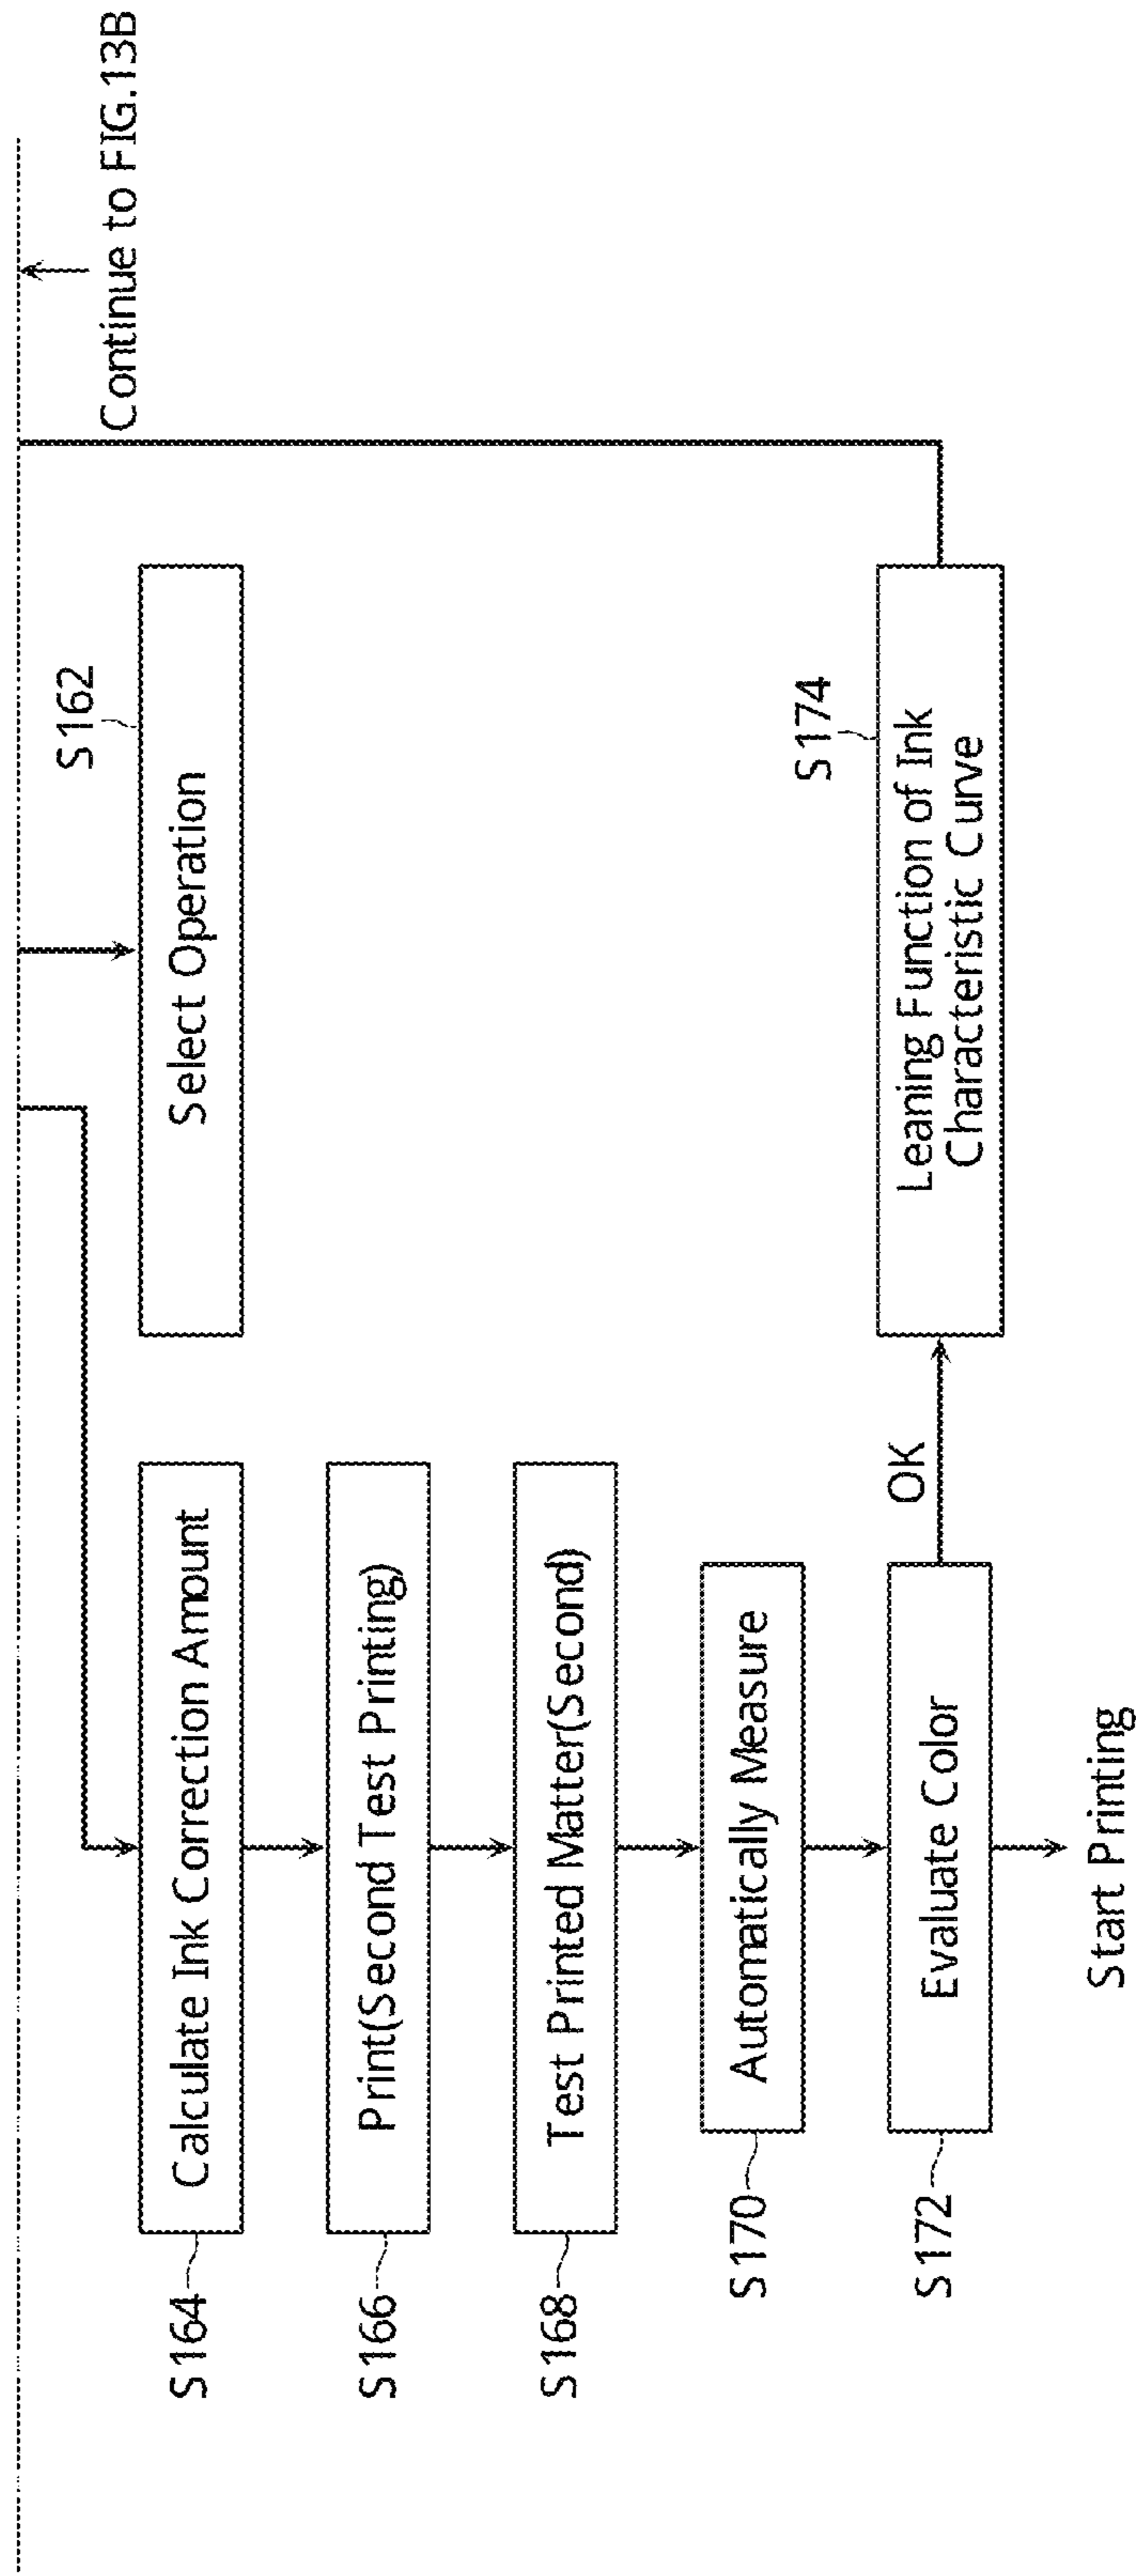 Continue to FIG.13B
S162
Select Operation
S164
Calculate Ink Correction Amount
S166
Print(Second Test Printing)
S168
Test Printed Matter(Second)
S170
Automatically Measure
S172
Evaluate Color
OK
S174
Leaning Function of Ink
Characteristic Curve
Start Printing